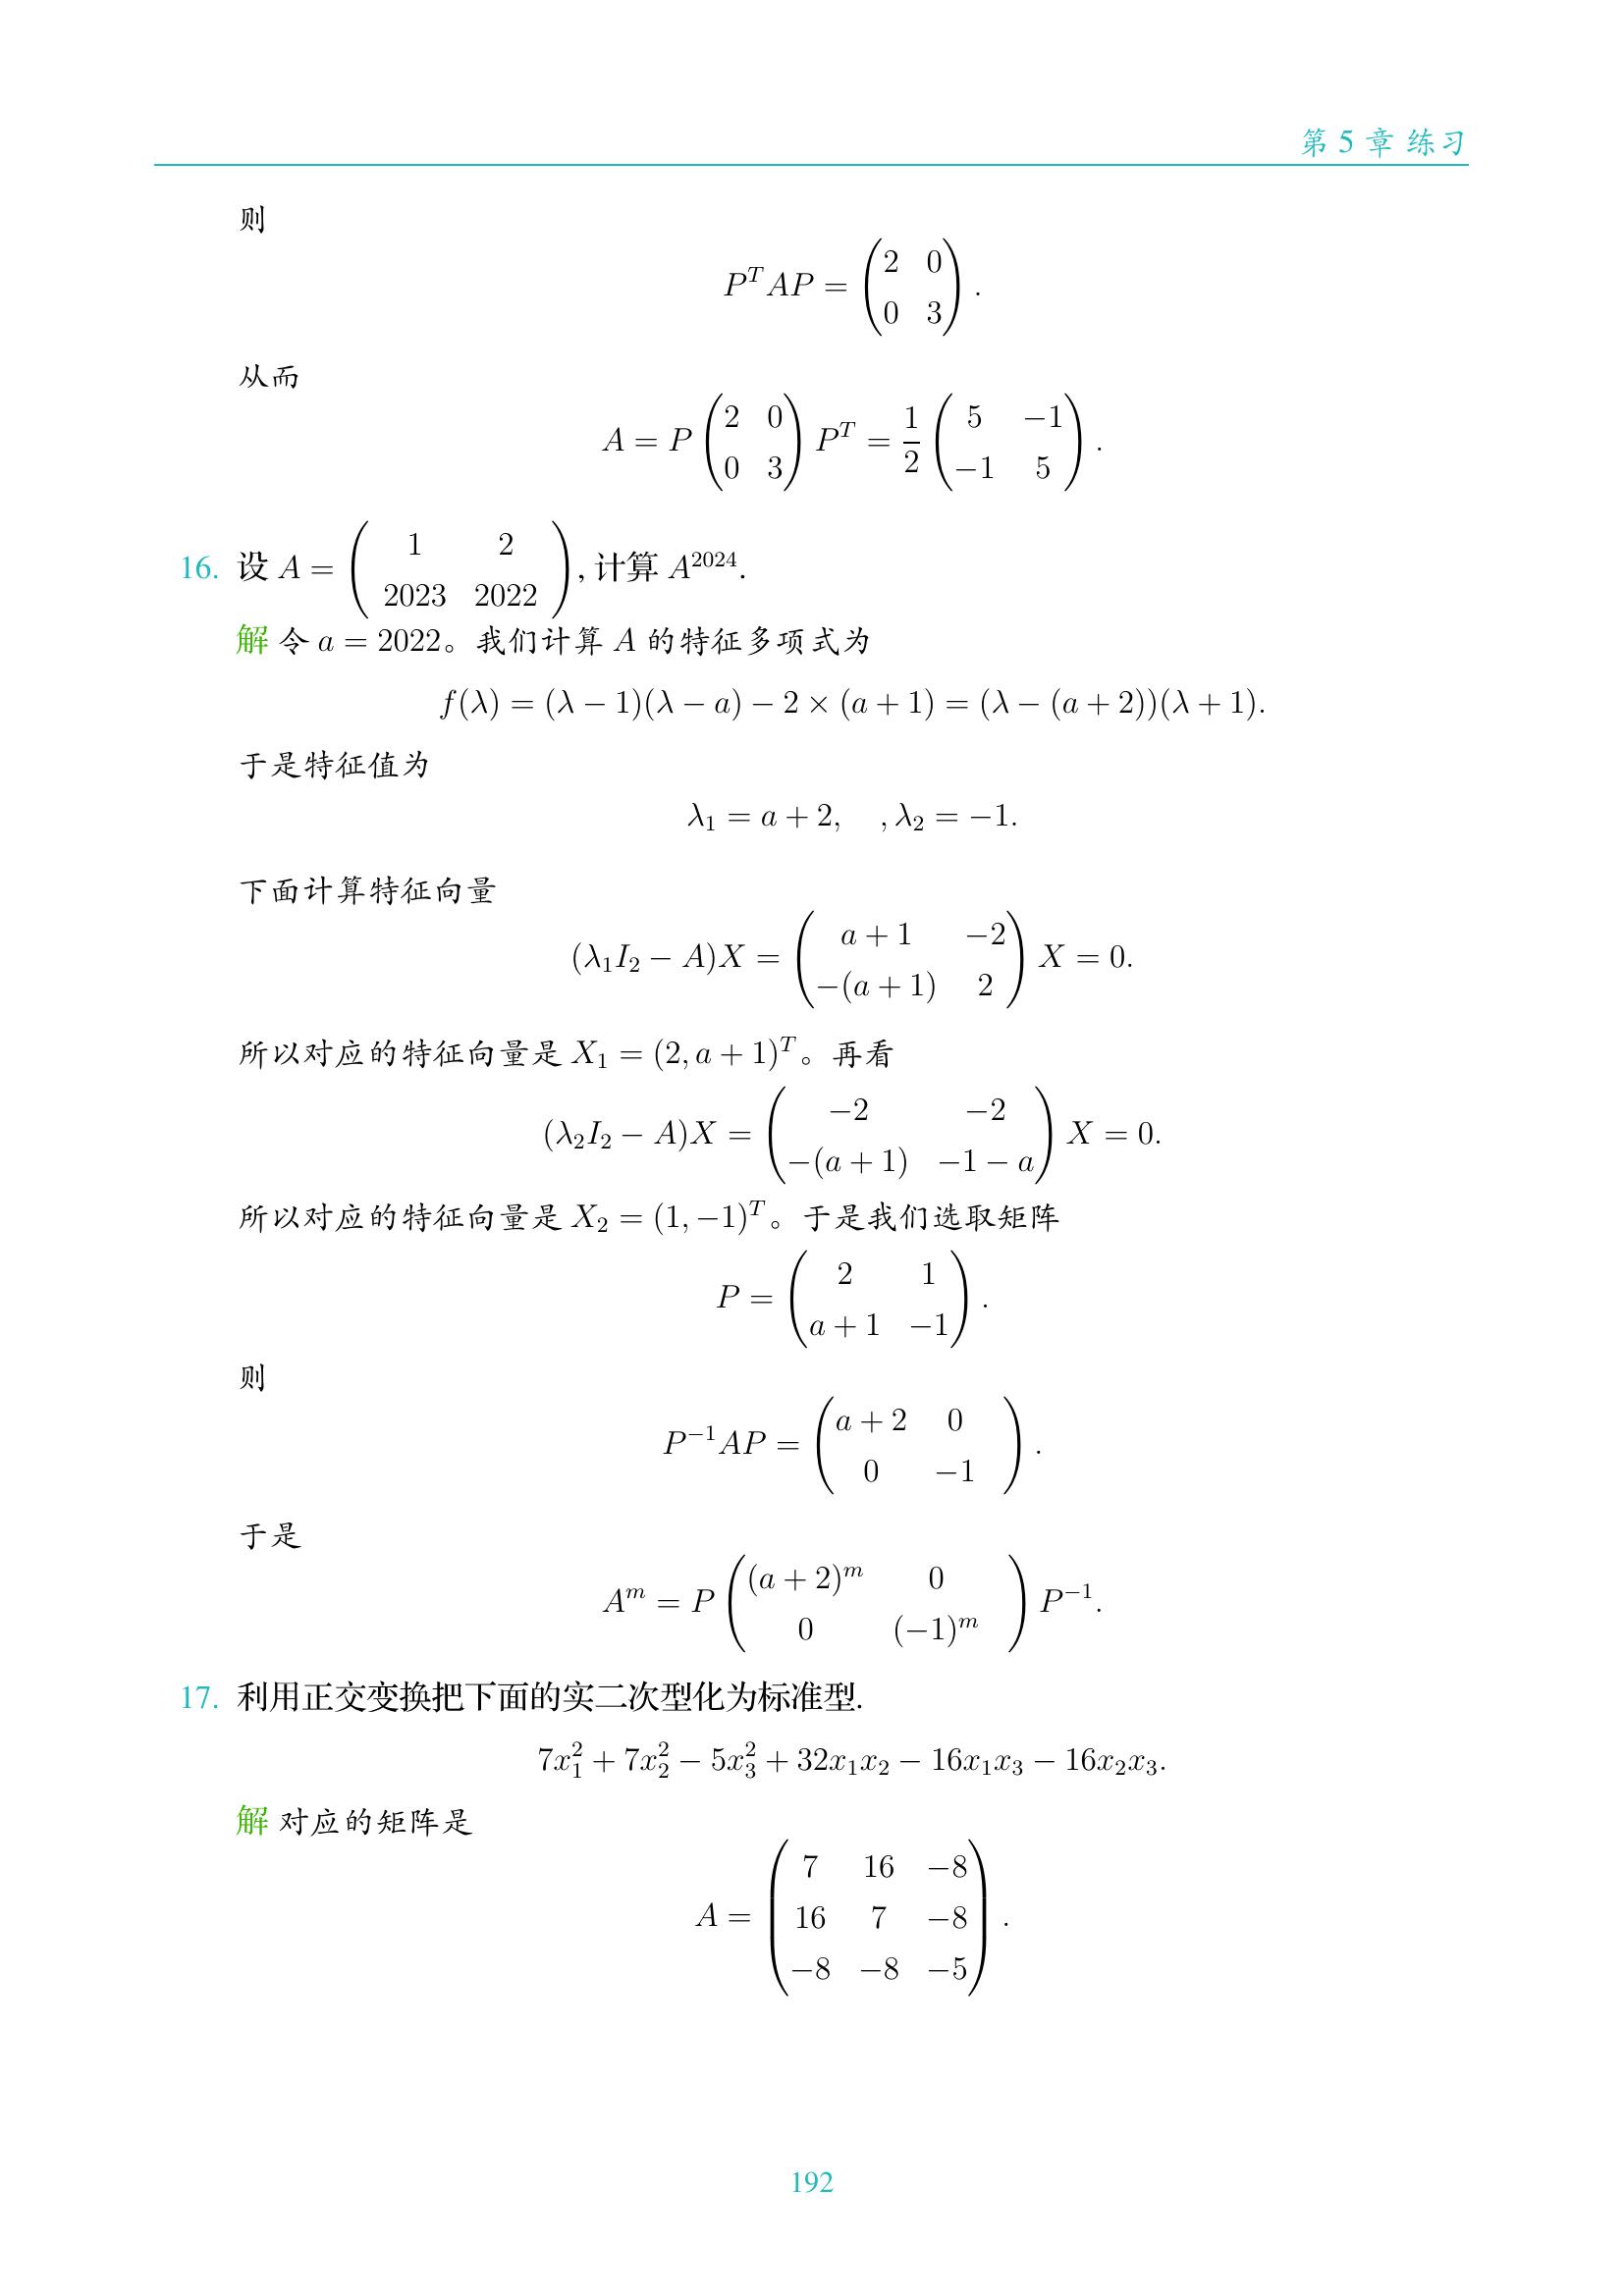 第 5 章 练习
则
$P^T AP = \begin{pmatrix} 2 & 0 \\ 0 & 3 \end{pmatrix}.$
从而
$A = P \begin{pmatrix} 2 & 0 \\ 0 & 3 \end{pmatrix} P^T = \frac{1}{2} \begin{pmatrix} 5 & -1 \\ -1 & 5 \end{pmatrix}.$
16. 设 $A = \begin{pmatrix} 1 & 2 \\ 2023 & 2022 \end{pmatrix}$, 计算 $A^{2024}$.
解 令 $a = 2022$。我们计算 $A$ 的特征多项式为
$f(\lambda) = (\lambda - 1)(\lambda - a) - 2 \times (a + 1) = (\lambda - (a + 2))(\lambda + 1).$
于是特征值为
$\lambda_1 = a + 2, \quad , \lambda_2 = -1.$
下面计算特征向量
$(\lambda_1 I_2 - A)X = \begin{pmatrix} a + 1 & -2 \\ -(a + 1) & 2 \end{pmatrix} X = 0.$
所以对应的特征向量是 $X_1 = (2, a + 1)^T$。再看
$(\lambda_2 I_2 - A)X = \begin{pmatrix} -2 & -2 \\ -(a + 1) & -1 - a \end{pmatrix} X = 0.$
所以对应的特征向量是 $X_2 = (1, -1)^T$。于是我们选取矩阵
$P = \begin{pmatrix} 2 & 1 \\ a + 1 & -1 \end{pmatrix}.$
则
$P^{-1} AP = \begin{pmatrix} a + 2 & 0 \\ 0 & -1 \end{pmatrix}.$
于是
$A^m = P \begin{pmatrix} (a + 2)^m & 0 \\ 0 & (-1)^m \end{pmatrix} P^{-1}.$
17. 利用正交变换把下面的实二次型化为标准型.
$7x_1^2 + 7x_2^2 - 5x_3^2 + 32x_1x_2 - 16x_1x_3 - 16x_2x_3.$
解 对应的矩阵是
$A = \begin{pmatrix} 7 & 16 & -8 \\ 16 & 7 & -8 \\ -8 & -8 & -5 \end{pmatrix}.$
192